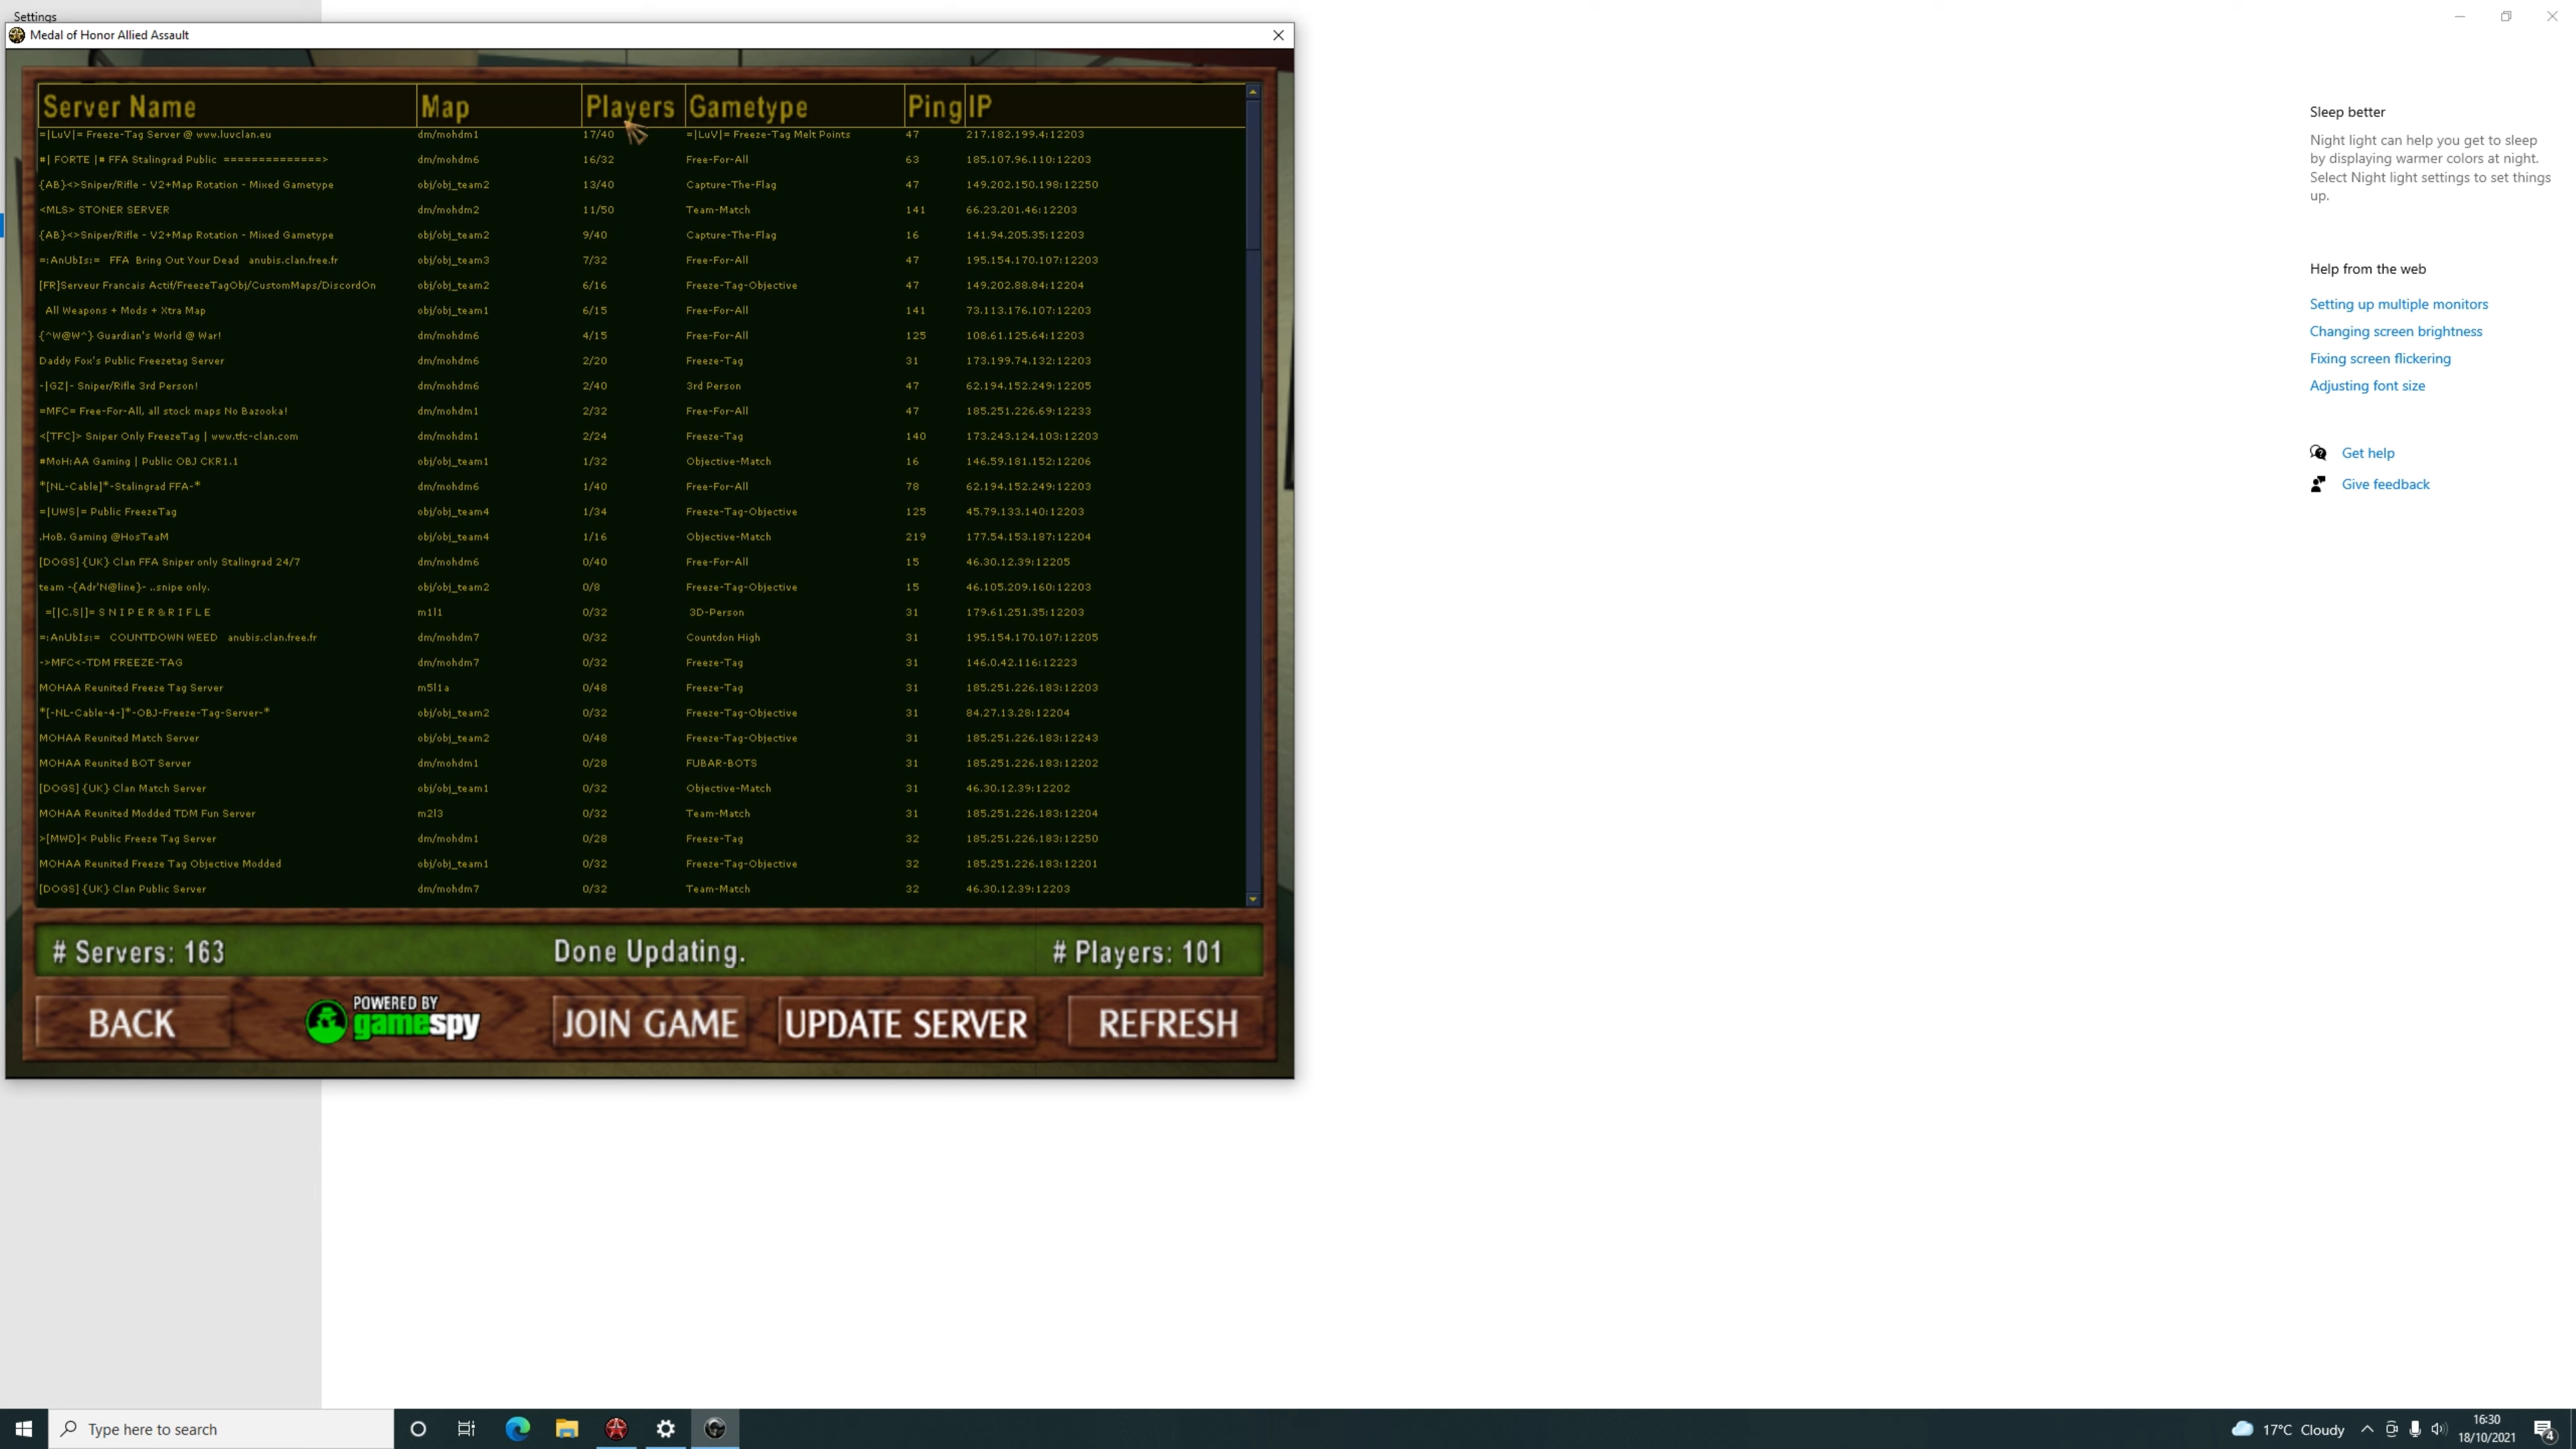 Settings
Medal of Honor Allied Assault
Server Name Map Players Gametype Ping IP
=|LuV|= Freeze-Tag Server @ www.luvclan.eu dm/mohdm1 17/40 =|LuV|= Freeze-Tag Melt Points 47 217.182.199.4:12203
#| FORTE |# FFA Stalingrad Public ==============> dm/mohdm6 16/32 Free-For-All 63 185.107.96.110:12203
{AB}<>Sniper/Rifle - V2+Map Rotation - Mixed Gametype obj/obj_team2 13/40 Capture-The-Flag 47 149.202.150.198:12250
<MLS> STONER SERVER dm/mohdm2 11/50 Team-Match 141 66.23.201.46:12203
{AB}<>Sniper/Rifle - V2+Map Rotation - Mixed Gametype obj/obj_team2 9/40 Capture-The-Flag 16 141.94.205.35:12203
=:AnUbIs:= FFA Bring Out Your Dead anubis.clan.free.fr obj/obj_team3 7/32 Free-For-All 47 195.154.170.107:12203
[FR]Serveur Francais Actif/FreezeTagObj/CustomMaps/DiscordOn obj/obj_team2 6/16 Freeze-Tag-Objective 47 149.202.88.84:12204
All Weapons + Mods + Xtra Map obj/obj_team1 6/15 Free-For-All 141 73.113.176.107:12203
{^W@W^} Guardian's World @ War! dm/mohdm6 4/15 Free-For-All 125 108.61.125.64:12203
Daddy Fox's Public Freezetag Server dm/mohdm6 2/20 Freeze-Tag 31 173.199.74.132:12203
-|GZ|- Sniper/Rifle 3rd Person! dm/mohdm6 2/40 3rd Person 47 62.194.152.249:12205
=MFC= Free-For-All, all stock maps No Bazooka! dm/mohdm1 2/32 Free-For-All 47 185.251.226.69:12233
<[TFC]> Sniper Only FreezeTag | www.tfc-clan.com dm/mohdm1 2/24 Freeze-Tag 140 173.243.124.103:12203
#MoH:AA Gaming | Public OBJ CKR1.1 obj/obj_team1 1/32 Objective-Match 16 146.59.181.152:12206
*[NL-Cable]*-Stalingrad FFA-* dm/mohdm6 1/40 Free-For-All 78 62.194.152.249:12203
=|UWS|= Public FreezeTag obj/obj_team4 1/34 Freeze-Tag-Objective 125 45.79.133.140:12203
.HoB. Gaming @HosTeaM obj/obj_team4 1/16 Objective-Match 219 177.54.153.187:12204
[DOGS] {UK} Clan FFA Sniper only Stalingrad 24/7 dm/mohdm6 0/40 Free-For-All 15 46.30.12.39:12205
team -{Adr'N@line}- ..snipe only. obj/obj_team2 0/8 Freeze-Tag-Objective 15 46.105.209.160:12203
=[|C.S|]= S N I P E R & R I F L E m1l1 0/32 3D-Person 31 179.61.251.35:12203
=:AnUbIs:= COUNTDOWN WEED anubis.clan.free.fr dm/mohdm7 0/32 Countdon High 31 195.154.170.107:12205
->MFC<-TDM FREEZE-TAG dm/mohdm7 0/32 Freeze-Tag 31 146.0.42.116:12223
MOHAA Reunited Freeze Tag Server m5l1a 0/48 Freeze-Tag 31 185.251.226.183:12203
*[-NL-Cable-4-]*-OBJ-Freeze-Tag-Server-* obj/obj_team2 0/32 Freeze-Tag-Objective 31 84.27.13.28:12204
MOHAA Reunited Match Server obj/obj_team2 0/48 Freeze-Tag-Objective 31 185.251.226.183:12243
MOHAA Reunited BOT Server dm/mohdm1 0/28 FUBAR-BOTS 31 185.251.226.183:12202
[DOGS] {UK} Clan Match Server obj/obj_team1 0/32 Objective-Match 31 46.30.12.39:12202
MOHAA Reunited Modded TDM Fun Server m2l3 0/32 Team-Match 31 185.251.226.183:12204
>[MWD]< Public Freeze Tag Server dm/mohdm1 0/28 Freeze-Tag 32 185.251.226.183:12250
MOHAA Reunited Freeze Tag Objective Modded obj/obj_team1 0/32 Freeze-Tag-Objective 32 185.251.226.183:12201
[DOGS] {UK} Clan Public Server dm/mohdm7 0/32 Team-Match 32 46.30.12.39:12203
# Servers: 163 Done Updating. # Players: 101
BACK
POWERED BY
gamespy
JOIN GAME
UPDATE SERVER
REFRESH
Sleep better
Night light can help you get to sleep
by displaying warmer colors at night.
Select Night light settings to set things
up.
Help from the web
Setting up multiple monitors
Changing screen brightness
Fixing screen flickering
Adjusting font size
Get help
Give feedback
Type here to search
17°C Cloudy
16:30
18/10/2021
4